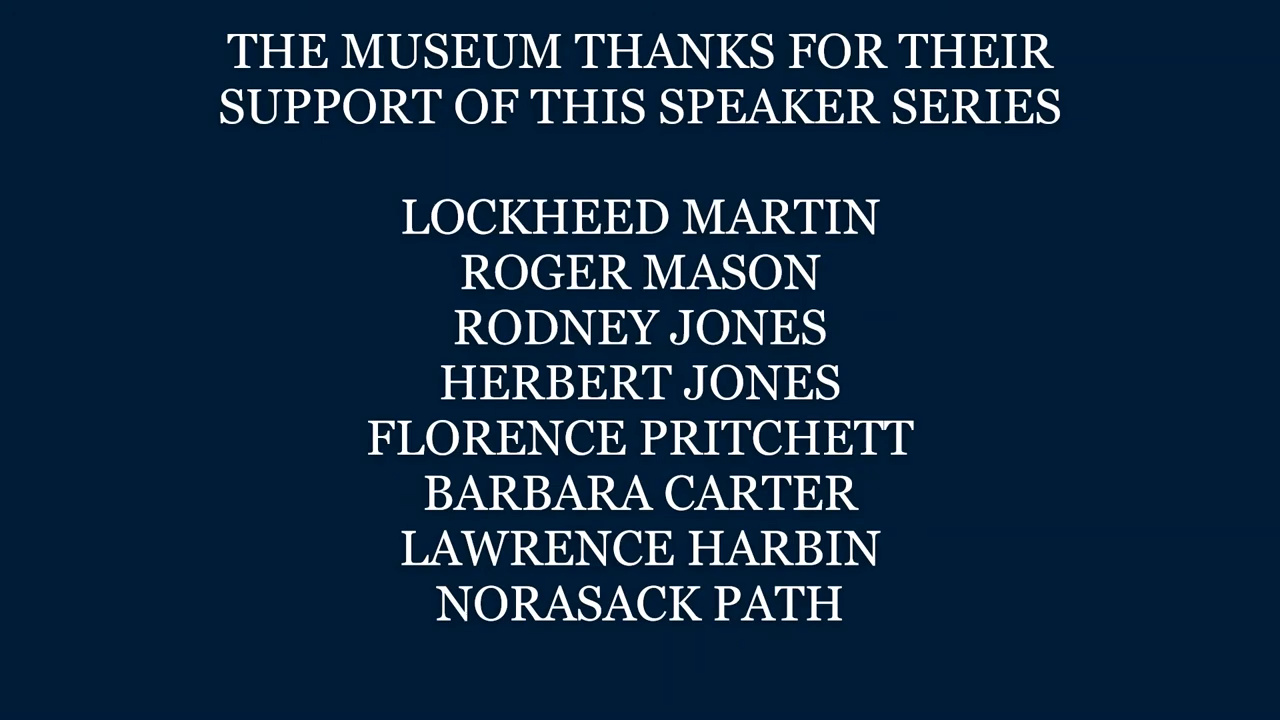 THE MUSEUM THANKS FOR THEIR
SUPPORT OF THIS SPEAKER SERIES
LOCKHEED MARTIN
ROGER MASON
RODNEY JONES
HERBERT JONES
FLORENCE PRITCHETT
BARBARA CARTER
LAWRENCE HARBIN
NORASACK PATH